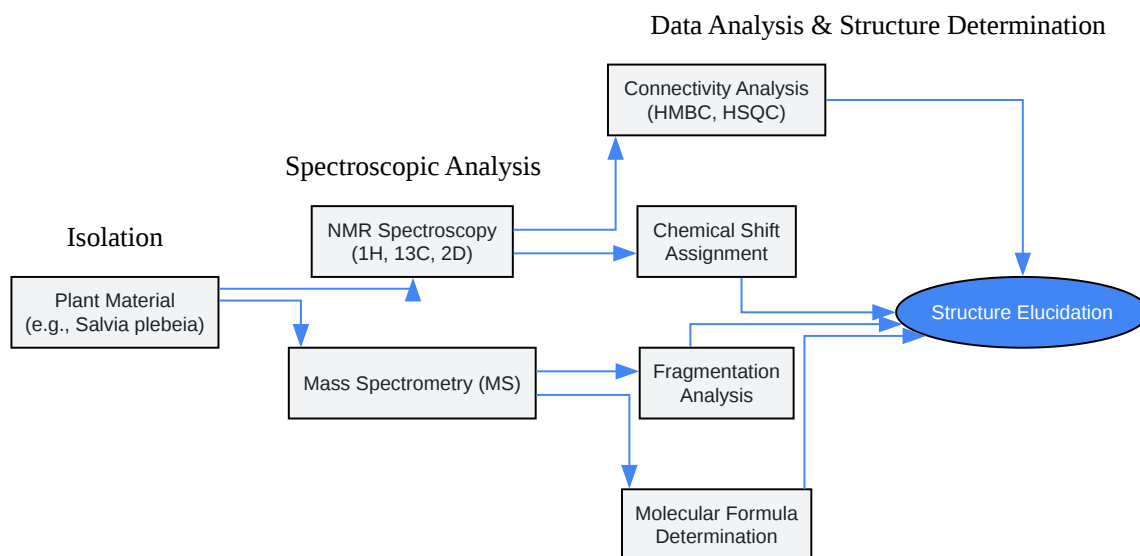 Data Analysis & Structure Determination
Connectivity Analysis
(HMBC, HSQC)
Spectroscopic Analysis
NMR Spectroscopy
(1H, 13C, 2D)
Chemical Shift
Assignment
Isolation
Plant Material
(e.g., Salvia plebeia)
Structure Elucidation
Mass Spectrometry (MS)
Fragmentation
Analysis
Molecular Formula
Determination